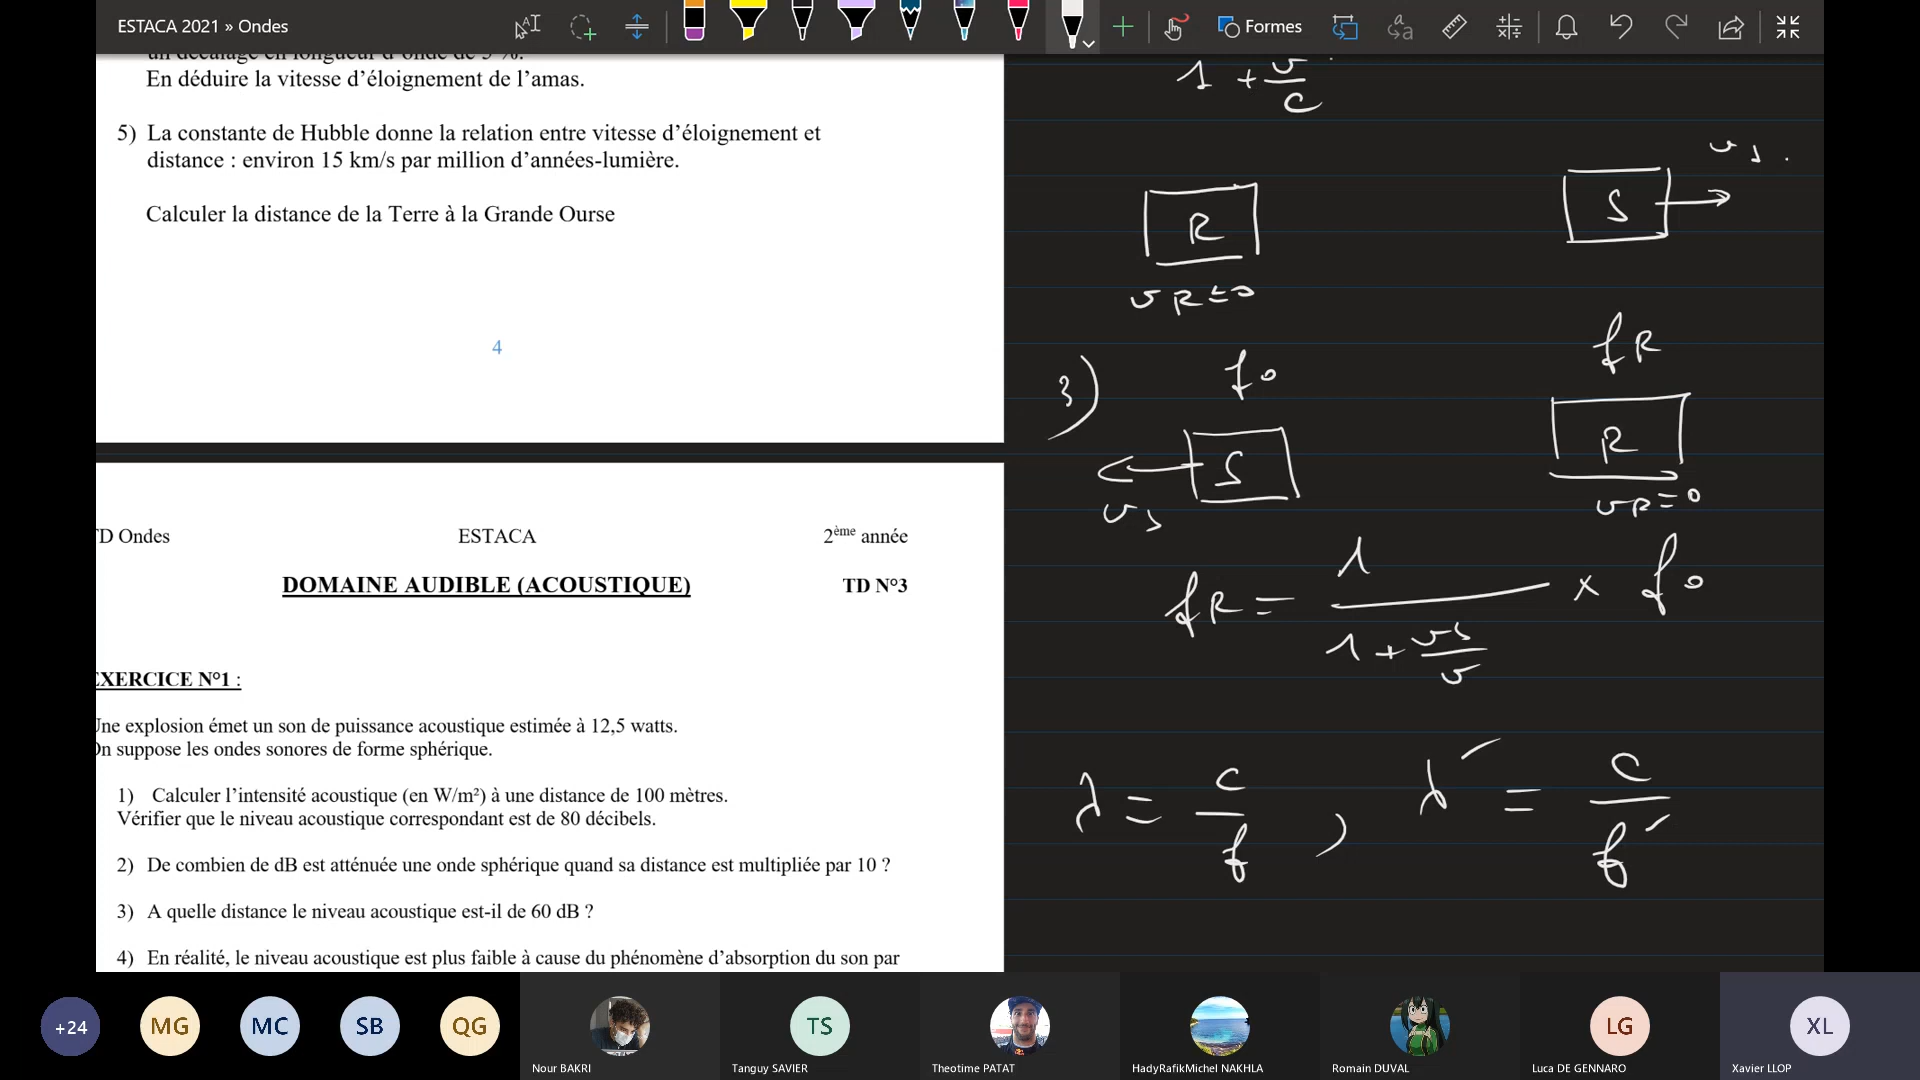 ESTACA 2021 » Ondes
Formes
un décalage en longueur d'onde de 5 %.
En déduire la vitesse d'éloignement de l'amas.
5) La constante de Hubble donne la relation entre vitesse d'éloignement et
distance : environ 15 km/s par million d'années-lumière.
Calculer la distance de la Terre à la Grande Ourse
4
TD Ondes ESTACA 2ème année
DOMAINE AUDIBLE (ACOUSTIQUE) TD N°3
EXERCICE N°1 :
Une explosion émet un son de puissance acoustique estimée à 12,5 watts.
On suppose les ondes sonores de forme sphérique.
1) Calculer l'intensité acoustique (en W/m²) à une distance de 100 mètres.
Vérifier que le niveau acoustique correspondant est de 80 décibels.
2) De combien de dB est atténuée une onde sphérique quand sa distance est multipliée par 10 ?
3) A quelle distance le niveau acoustique est-il de 60 dB ?
4) En réalité, le niveau acoustique est plus faible à cause du phénomène d'absorption du son par
1 + v/c
vs
R S
vR=0
fR
3) f0
S R
vs vR=0
fR = 1/(1 + vs/v) x f0
λ = c/f , λ' = c/f'
+24 MG MC SB QG TS LG XL
Nour BAKRI
Tanguy SAVIER
Theotime PATAT
HadyRafikMichel NAKHLA
Romain DUVAL
Luca DE GENNARO
Xavier LLOP